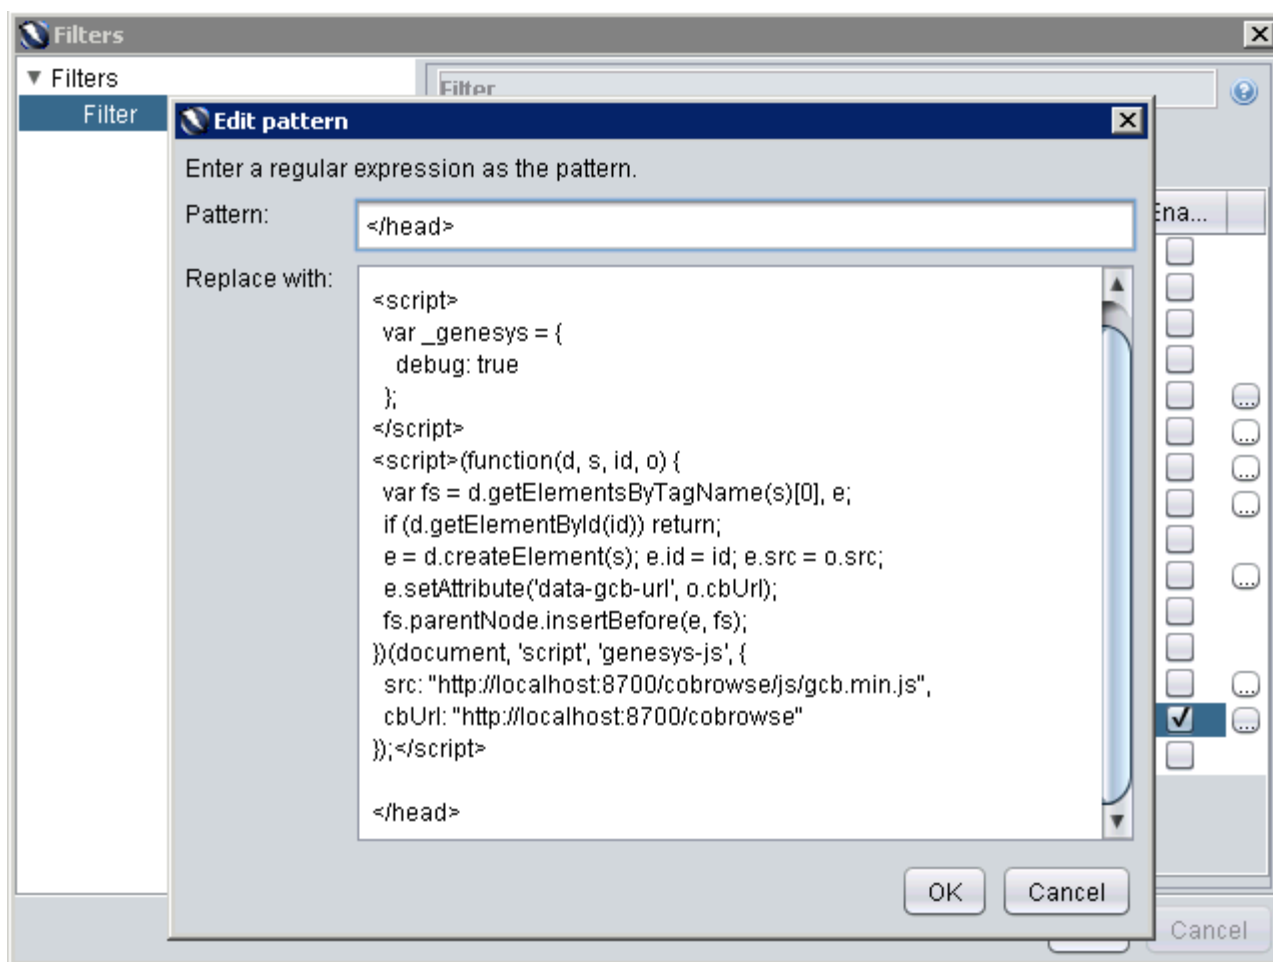 Filters
Filters
Filter
Filter
Edit pattern
Enter a regular expression as the pattern.
Pattern:
</head>
Ena...
Replace with:
<script>
var _genesys = {
debug: true
};
</script>
<script>(function(d, s, id, o) {
var fs = d.getElementsByTagName(s)[0], e;
if (d.getElementById(id)) return;
e = d.createElement(s); e.id = id; e.src = o.src;
e.setAttribute('data-gcb-url', o.cbUrl);
fs.parentNode.insertBefore(e, fs);
})(document, 'script', 'genesys-js', {
src: "http://localhost:8700/cobrowse/js/gcb.min.js",
cbUrl: "http://localhost:8700/cobrowse"
});</script>
</head>
OK
Cancel
Cancel